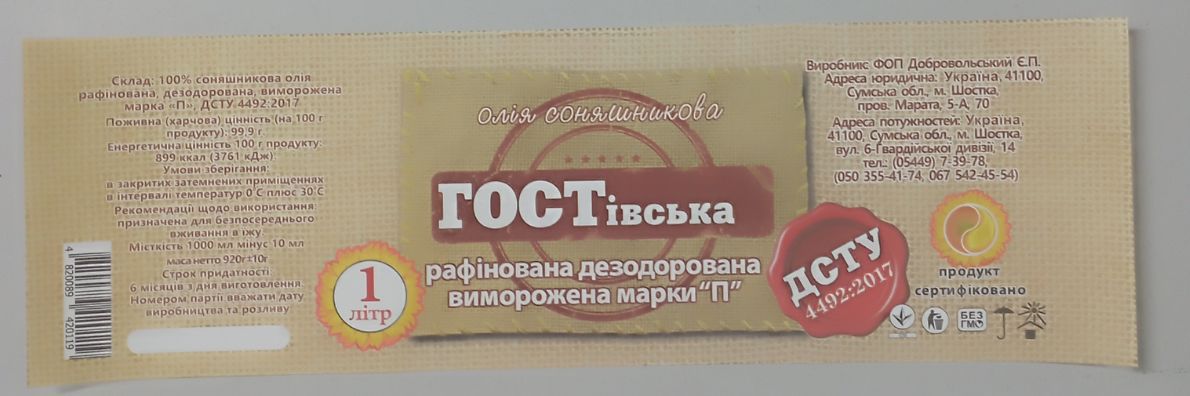 Склад: 100% соняшникова олія
рафінована, дезодорована, виморожена
марка «П», ДСТУ 4492:2017
Поживна (харчова) цінність (на 100 г
продукту): 99,9 г.
Енергетична цінність 100 г продукту:
899 ккал (3761 кДж).
Умови зберігання:
в закритих затемнених приміщеннях
в інтервалі температур 0˚С плюс 30˚С
Рекомендації щодо використання:
призначена для безпосереднього
вживання в їжу.
Місткість 1000 мл мінус 10 мл
маса нетто 920г±10г
Строк придатності:
6 місяців з дня виготовлення.
Номером партії вважати дату
виробництва та розливу
4 820089 420119
1
літр
олія соняшникова
ГОСТівська
рафінована дезодорована
виморожена марки "П"
ДСТУ
4492:2017
Виробник: ФОП Добровольський Є.П.
Адреса юридична: Україна, 41100,
Сумська обл., м. Шостка,
пров. Марата, 5-А, 70
Адреса потужностей: Україна,
41100, Сумська обл., м. Шостка,
вул. 6-Гвардійської дивізії, 14
тел.: (05449) 7-39-78,
(050 355-41-74, 067 542-45-54)
продукт
сертифіковано
БЕЗ
ГМО